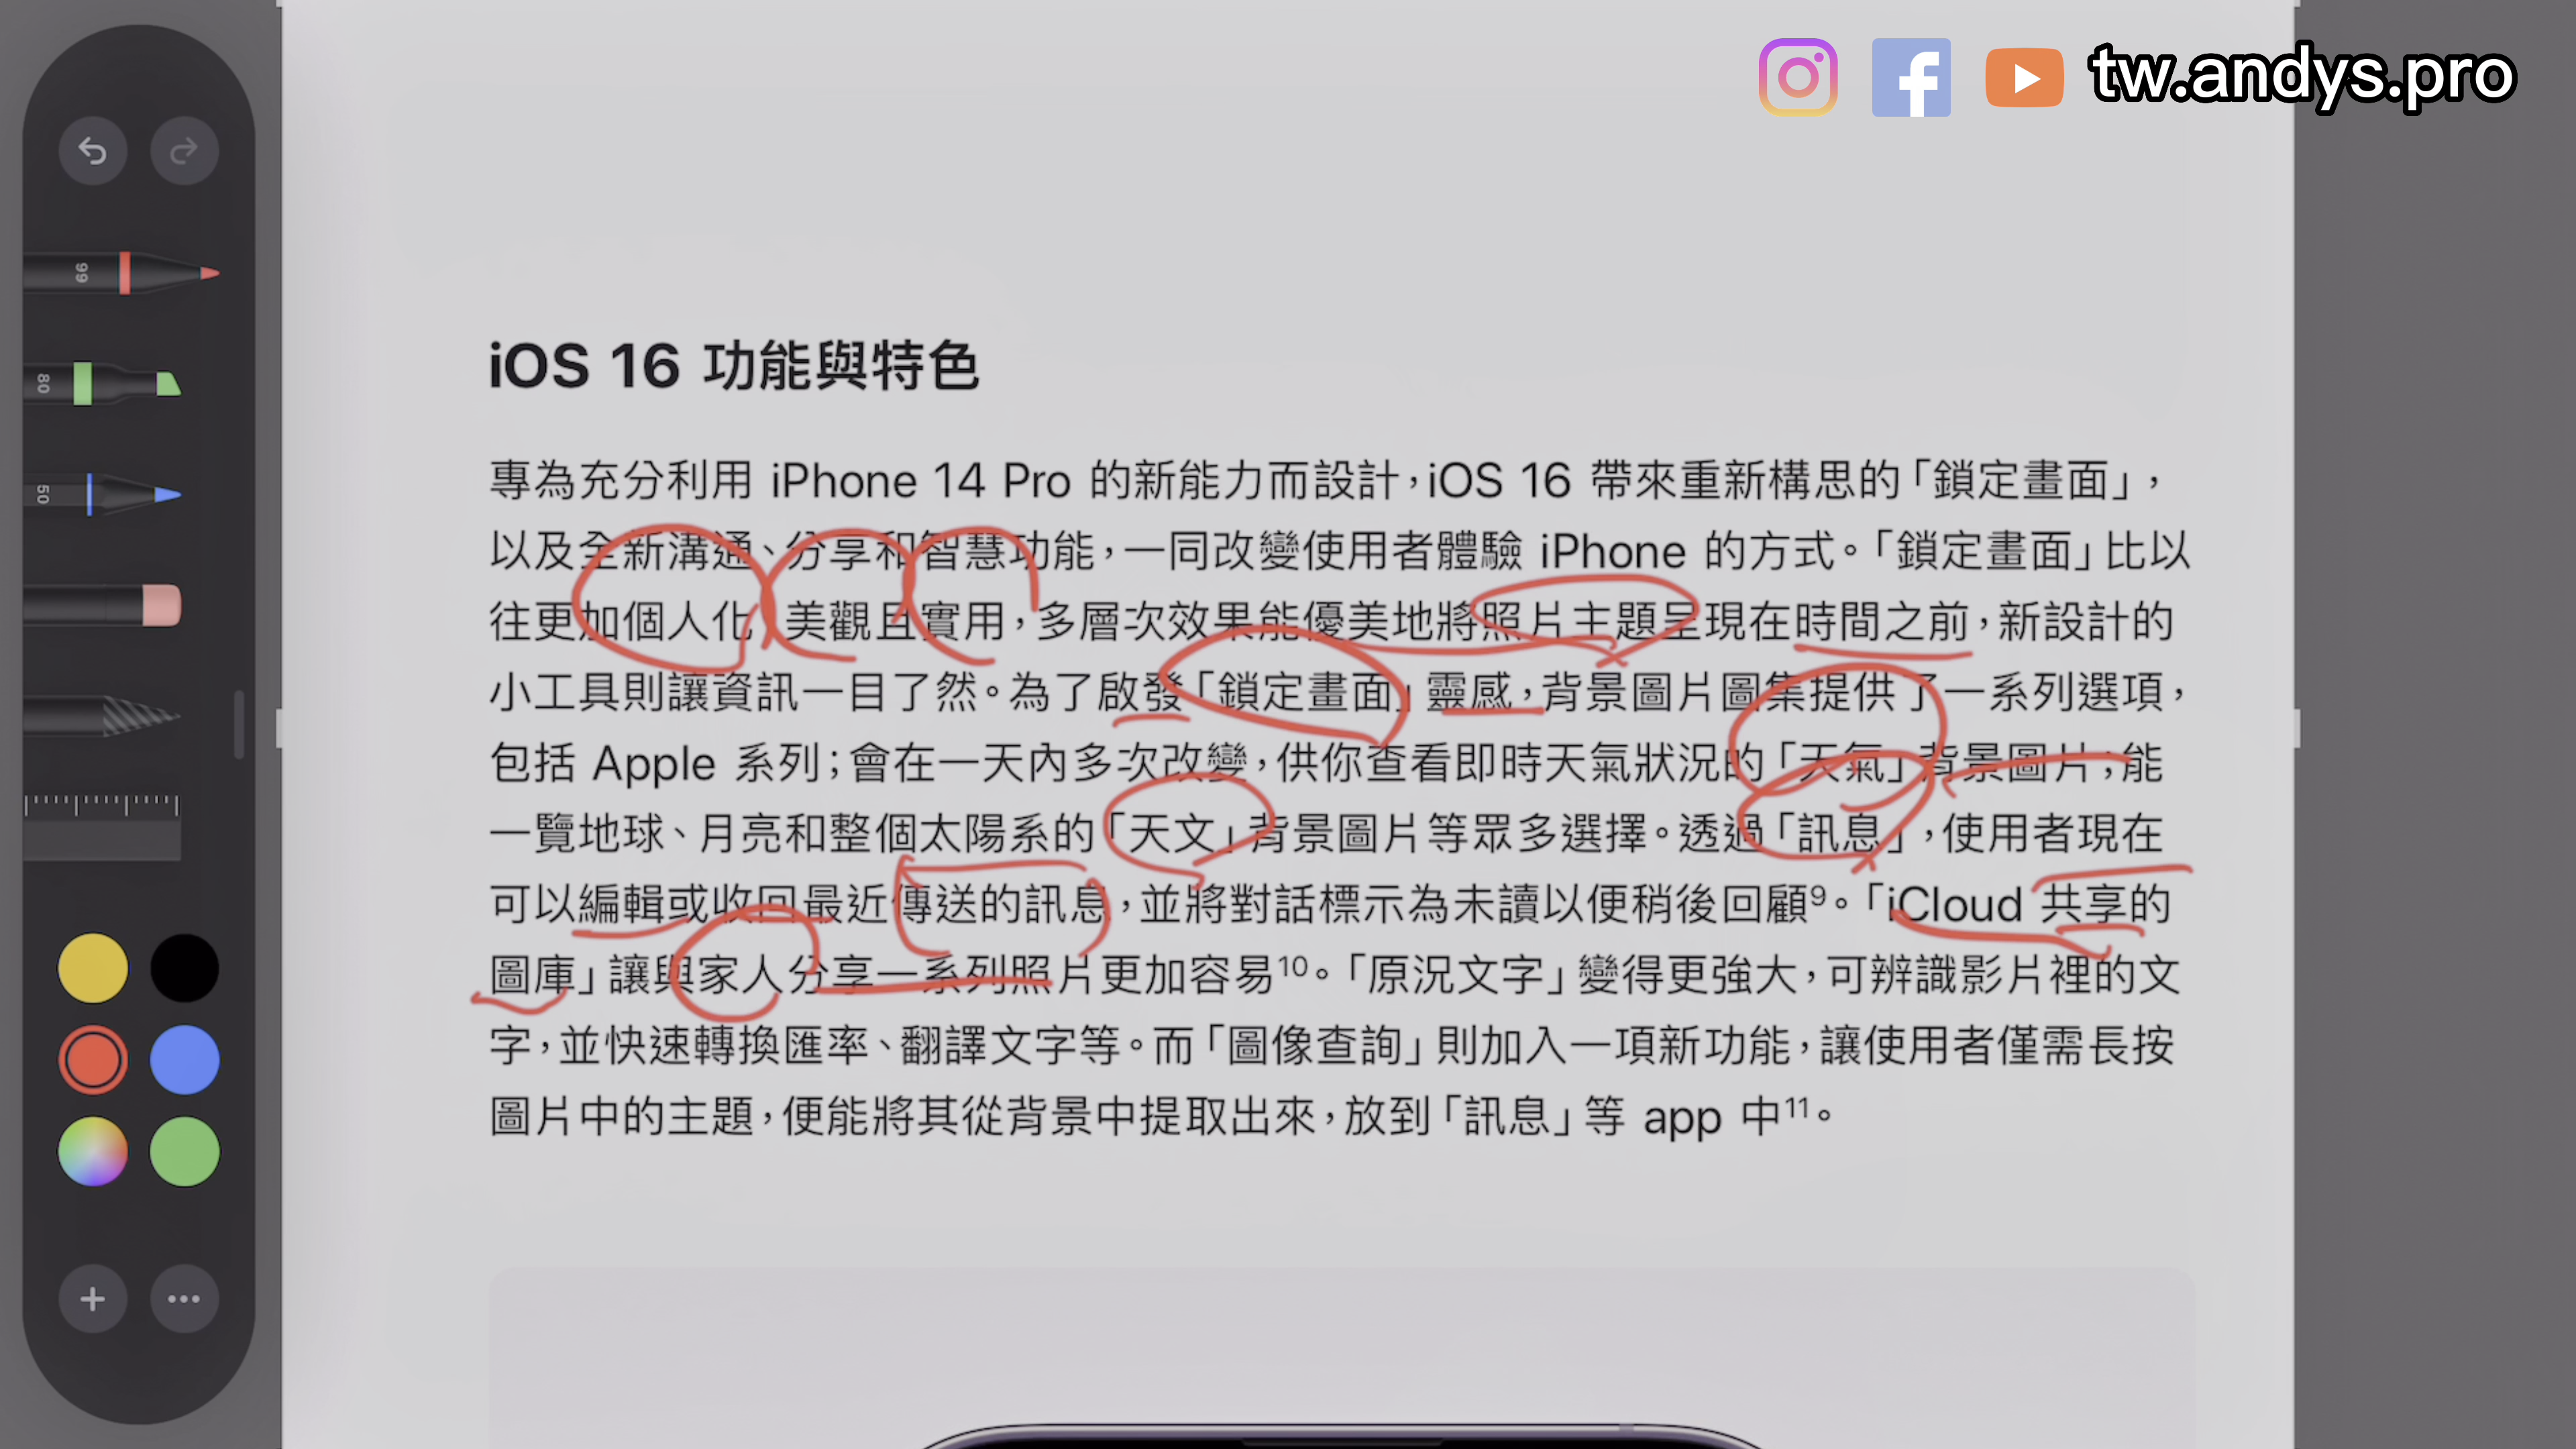 tw.andys.pro
99
80
50
iOS 16 功能與特色
專為充分利用 iPhone 14 Pro 的新能力而設計，iOS 16 帶來重新構思的「鎖定畫面」，
以及全新溝通、分享和智慧功能，一同改變使用者體驗 iPhone 的方式。「鎖定畫面」比以
往更加個人化、美觀且實用，多層次效果能優美地將照片主題呈現在時間之前，新設計的
小工具則讓資訊一目了然。為了啟發「鎖定畫面」靈感，背景圖片圖集提供了一系列選項，
包括 Apple 系列；會在一天內多次改變，供你查看即時天氣狀況的「天氣」背景圖片；能
一覽地球、月亮和整個太陽系的「天文」背景圖片等眾多選擇。透過「訊息」，使用者現在
可以編輯或收回最近傳送的訊息，並將對話標示為未讀以便稍後回顧⁹。「iCloud 共享的
圖庫」讓與家人分享一系列照片更加容易¹⁰。「原況文字」變得更強大，可辨識影片裡的文
字，並快速轉換匯率、翻譯文字等。而「圖像查詢」則加入一項新功能，讓使用者僅需長按
圖片中的主題，便能將其從背景中提取出來，放到「訊息」等 app 中¹¹。